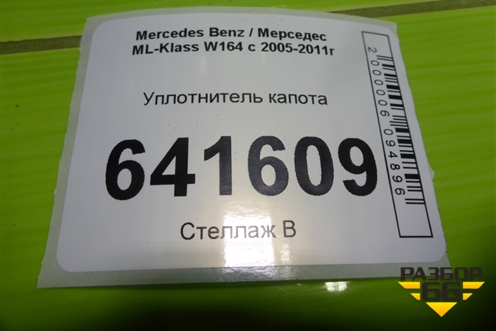 Mercedes Benz / Мерседес
ML-Klass W164 с 2005-2011г
Уплотнитель капота
641609
Стеллаж В
2000006094896
РАЗБОР
66